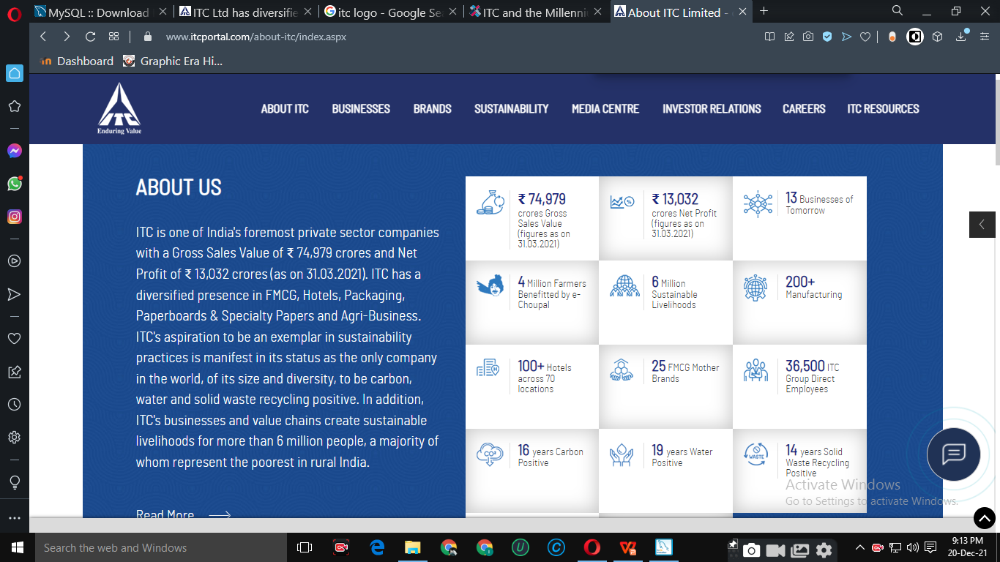 MySQL :: Download
ITC Ltd has diversifie
itc logo - Google Se
ITC and the Millenni
About ITC Limited -
www.itcportal.com/about-itc/index.aspx
Dashboard
Graphic Era Hi...
ITC
Enduring Value
ABOUT ITC
BUSINESSES
BRANDS
SUSTAINABILITY
MEDIA CENTRE
INVESTOR RELATIONS
CAREERS
ITC RESOURCES
ABOUT US
ITC is one of India's foremost private sector companies
with a Gross Sales Value of ₹ 74,979 crores and Net
Profit of ₹ 13,032 crores (as on 31.03.2021). ITC has a
diversified presence in FMCG, Hotels, Packaging,
Paperboards & Specialty Papers and Agri-Business.
ITC's aspiration to be an exemplar in sustainability
practices is manifest in its status as the only company
in the world, of its size and diversity, to be carbon,
water and solid waste recycling positive. In addition,
ITC's businesses and value chains create sustainable
livelihoods for more than 6 million people, a majority of
whom represent the poorest in rural India.
Read More
₹ 74,979
crores Gross
Sales Value
(figures as on
31.03.2021)
₹ 13,032
crores Net Profit
(figures as on
31.03.2021)
13 Businesses of
Tomorrow
4 Million Farmers
Benefitted by e-
Choupal
6 Million
Sustainable
Livelihoods
200+
Manufacturing
100+ Hotels
across 70
locations
25 FMCG Mother
Brands
36,500 ITC
Group Direct
Employees
CO²
16 years Carbon
Positive
19 years Water
Positive
WASTE
14 years Solid
Waste Recycling
Positive
Activate Windows
Go to Settings to activate Windows.
Search the web and Windows
9:13 PM
20-Dec-21